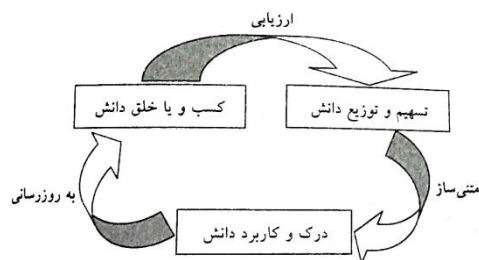 ارزیابی
کسب و یا خلق دانش
تسهیم و توزیع دانش
متنی‌ساز
به روزرسانی
درک و کاربرد دانش